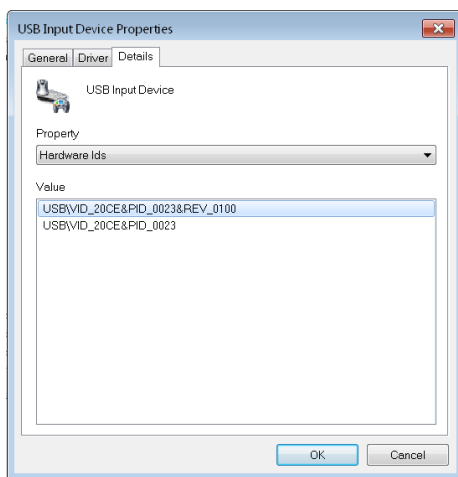 USB Input Device Properties
General Driver Details
USB Input Device
Property
Hardware Ids
Value
USB\VID_20CE&PID_0023&REV_0100
USB\VID_20CE&PID_0023
OK Cancel